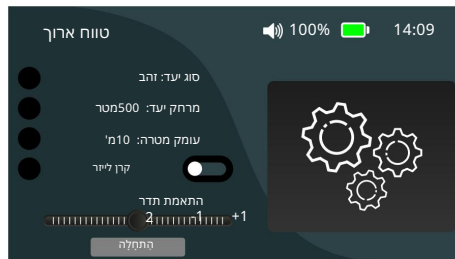 טווח ארוך
100%
14:09
סוג יעד: זהב
מרחק יעד: 500מטר
עומק מטרה: 10מ'
קרן לייזר
התאמת תדר
2 -1 +1
הַתחָלָה